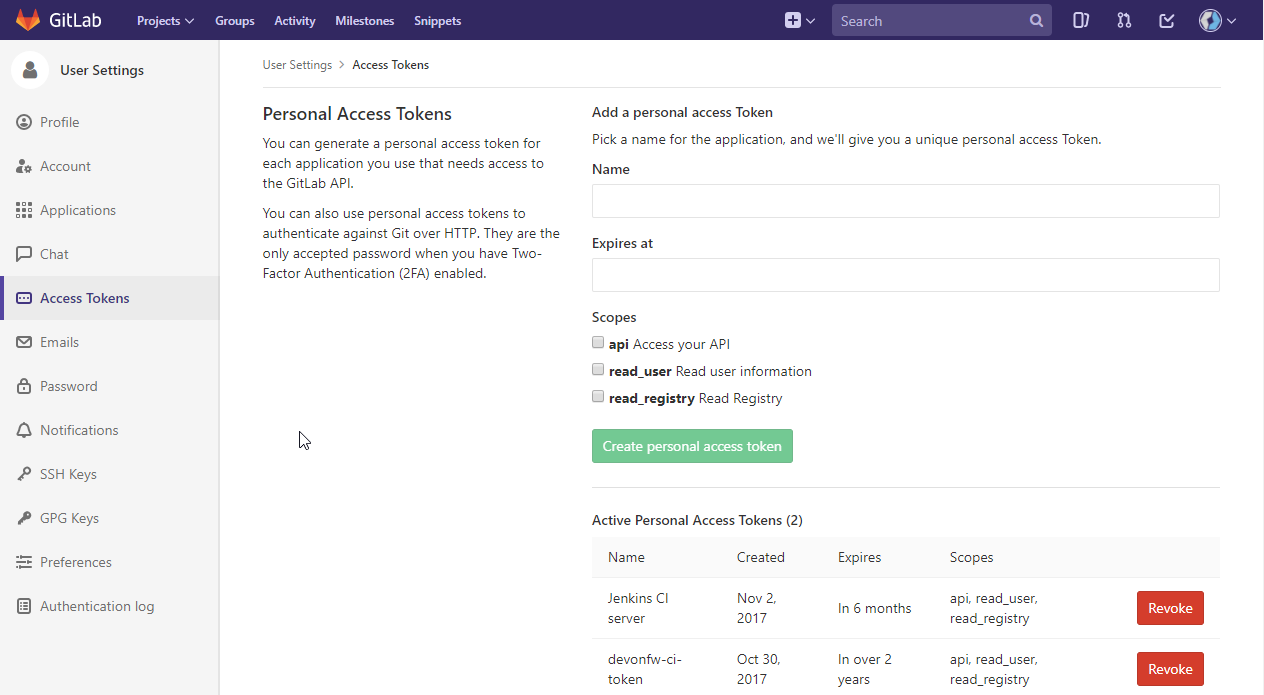 GitLab Projects Groups Activity Milestones Snippets Search
User Settings
Profile
Account
Applications
Chat
Access Tokens
Emails
Password
Notifications
SSH Keys
GPG Keys
Preferences
Authentication log
User Settings > Access Tokens
Personal Access Tokens
You can generate a personal access token for
each application you use that needs access to
the GitLab API.
You can also use personal access tokens to
authenticate against Git over HTTP. They are the
only accepted password when you have Two-
Factor Authentication (2FA) enabled.
Add a personal access Token
Pick a name for the application, and we'll give you a unique personal access Token.
Name
Expires at
Scopes
api Access your API
read_user Read user information
read_registry Read Registry
Create personal access token
Active Personal Access Tokens (2)
Name Created Expires Scopes
Jenkins CI Nov 2, In 6 months api, read_user, Revoke
server 2017 read_registry
devonfw-ci- Oct 30, In over 2 api, read_user, Revoke
token 2017 years read_registry